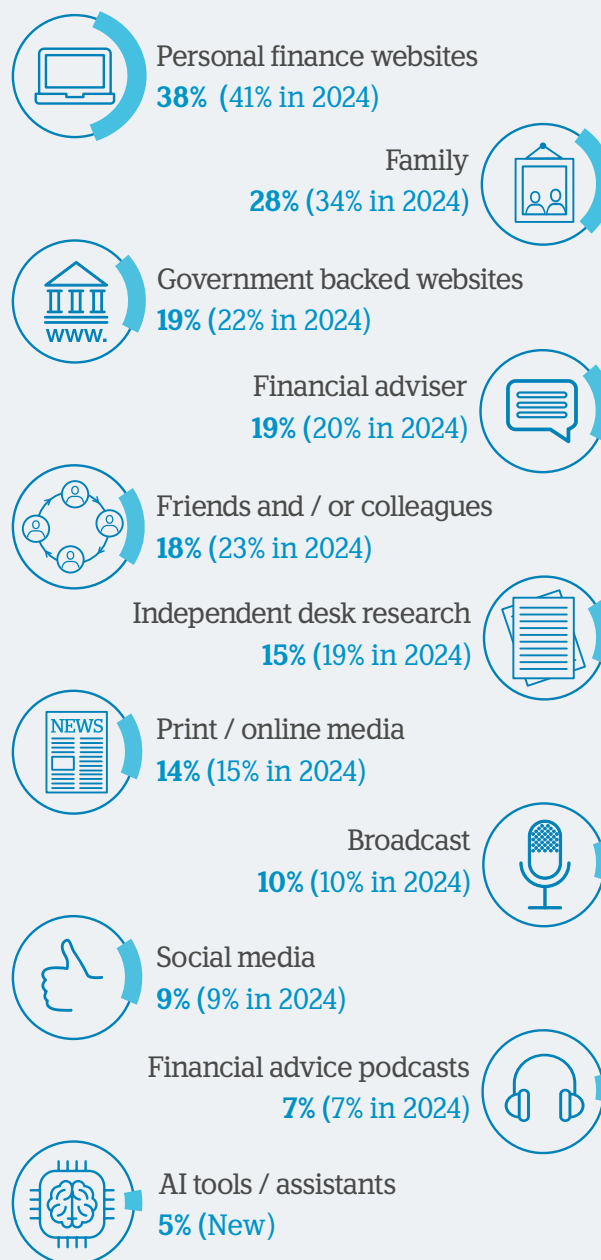 Personal finance websites
38% (41% in 2024)
Family
28% (34% in 2024)
Government backed websites
19% (22% in 2024)
www.
Financial adviser
19% (20% in 2024)
Friends and / or colleagues
18% (23% in 2024)
Independent desk research
15% (19% in 2024)
NEWS
Print / online media
14% (15% in 2024)
Broadcast
10% (10% in 2024)
Social media
9% (9% in 2024)
Financial advice podcasts
7% (7% in 2024)
AI tools / assistants
5% (New)